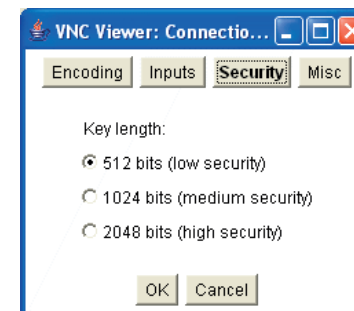 VNC Viewer: Connectio...
Encoding Inputs Security Misc
Key length:
512 bits (low security)
1024 bits (medium security)
2048 bits (high security)
OK Cancel